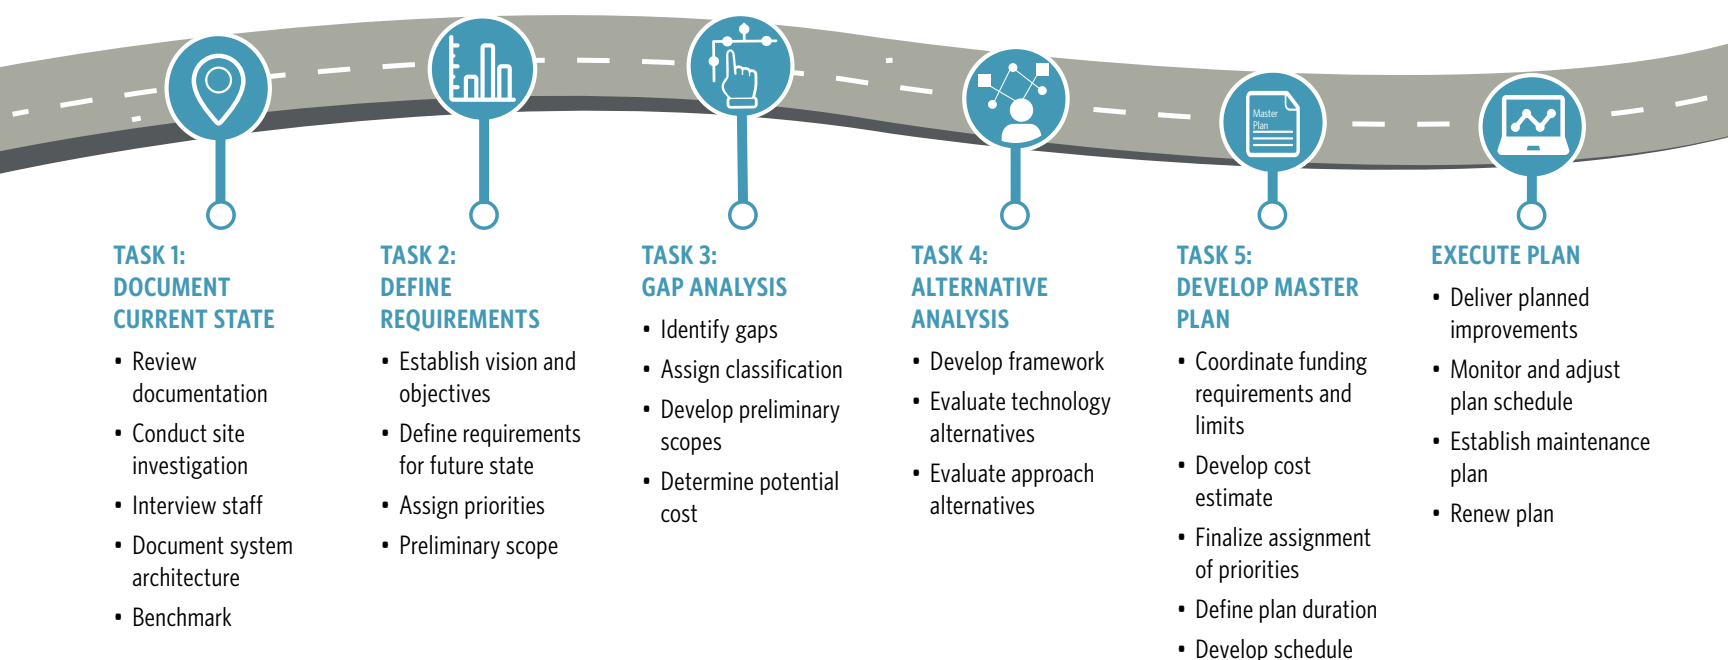 Master
Plan
TASK 1:
DOCUMENT
CURRENT STATE
• Review
documentation
• Conduct site
investigation
• Interview staff
• Document system
architecture
• Benchmark
TASK 2:
DEFINE
REQUIREMENTS
• Establish vision and
objectives
• Define requirements
for future state
• Assign priorities
• Preliminary scope
TASK 3:
GAP ANALYSIS
• Identify gaps
• Assign classification
• Develop preliminary
scopes
• Determine potential
cost
TASK 4:
ALTERNATIVE
ANALYSIS
• Develop framework
• Evaluate technology
alternatives
• Evaluate approach
alternatives
TASK 5:
DEVELOP MASTER
PLAN
• Coordinate funding
requirements and
limits
• Develop cost
estimate
• Finalize assignment
of priorities
• Define plan duration
• Develop schedule
EXECUTE PLAN
• Deliver planned
improvements
• Monitor and adjust
plan schedule
• Establish maintenance
plan
• Renew plan